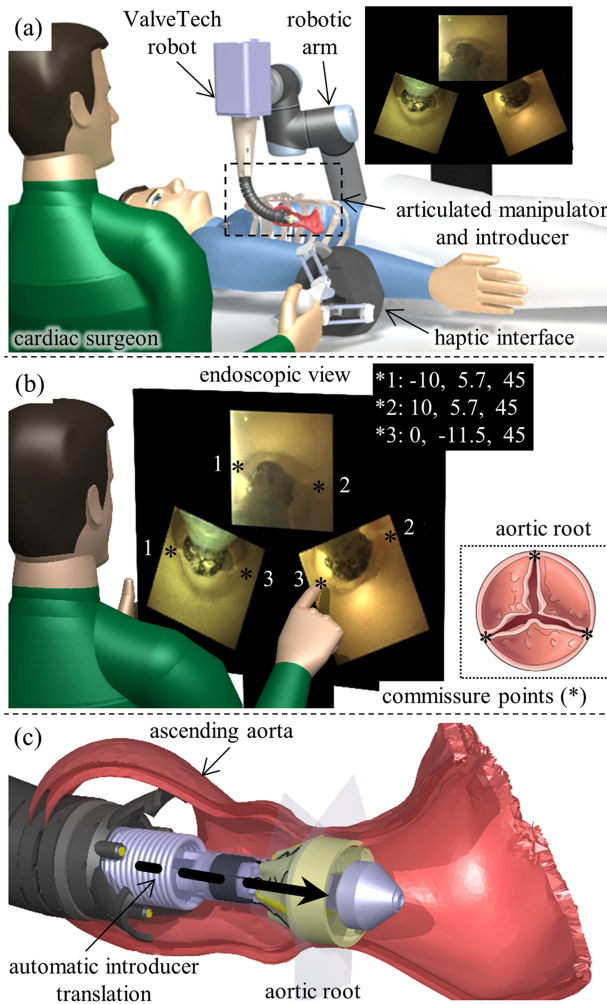 (a)
ValveTech
robot
robotic
arm
articulated manipulator
and introducer
cardiac surgeon
haptic interface
(b)
endoscopic view
*1: -10, 5.7, 45
*2: 10, 5.7, 45
*3: 0, -11.5, 45
1 *
* 2
1 *
* 3
3 *
* 2
aortic root
*
*
*
commissure points (*)
(c)
ascending aorta
automatic introducer
translation
aortic root